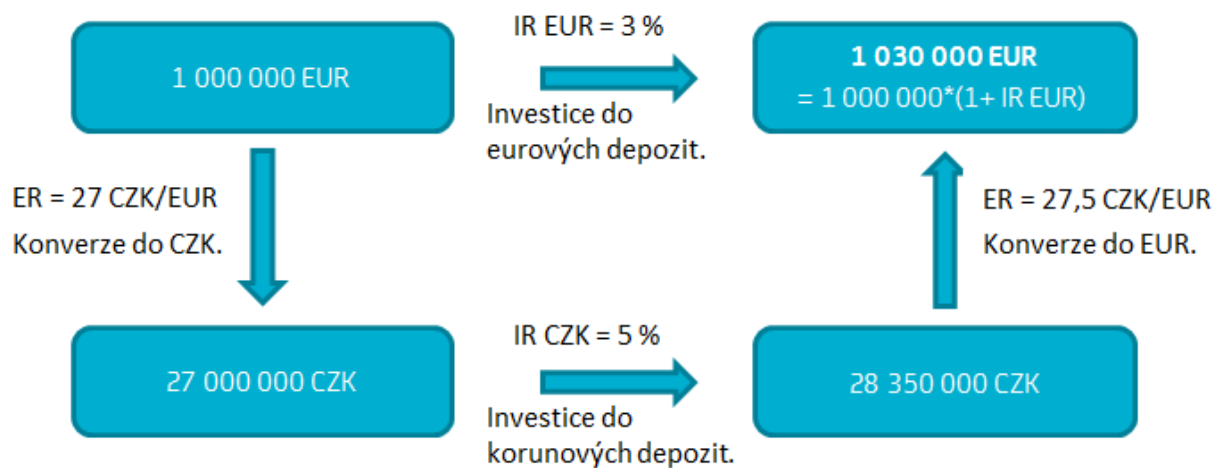 1 000 000 EUR
IR EUR = 3 %
Investice do
eurových depozit.
1 030 000 EUR
= 1 000 000*(1+ IR EUR)
ER = 27 CZK/EUR
Konverze do CZK.
ER = 27,5 CZK/EUR
Konverze do EUR.
27 000 000 CZK
IR CZK = 5 %
Investice do
korunových depozit.
28 350 000 CZK